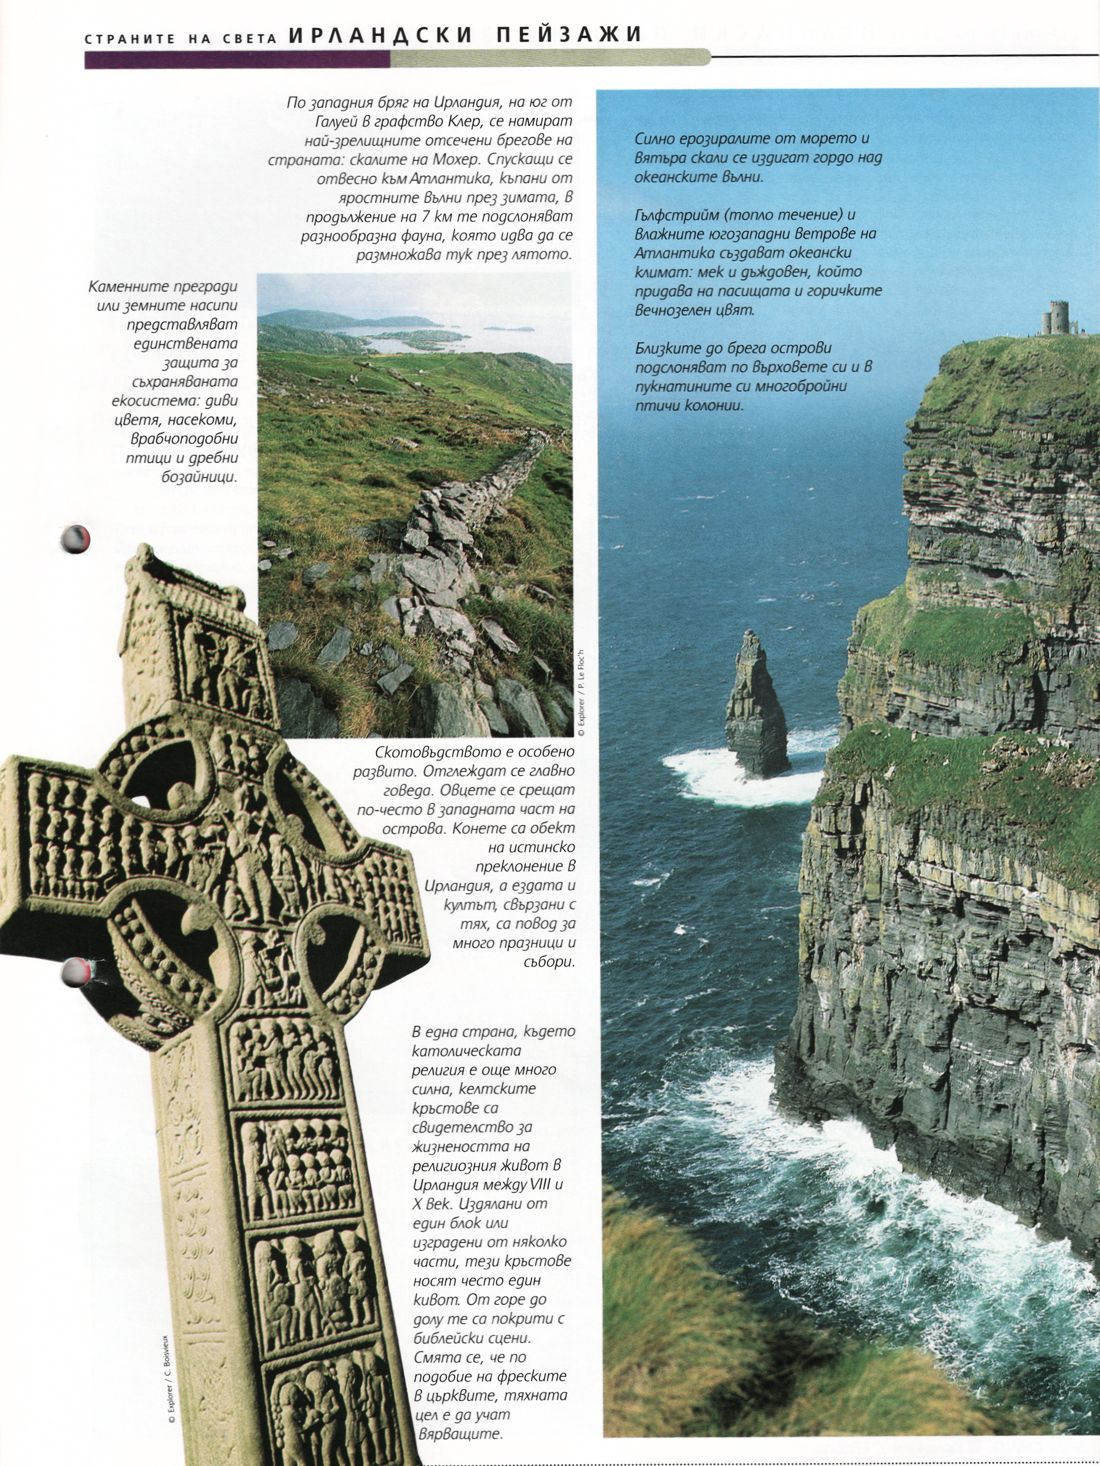 СТРАНИТЕ НА СВЕТА ИРЛАНДСКИ ПЕЙЗАЖИ
По западния бряг на Ирландия, на юг от
Галуей в графство Клер, се намират
най-зрелищните отсечени брегове на
страната: скалите на Мохер. Спускащи се
отвесно към Атлантика, къпани от
яростните вълни през зимата, в
продължение на 7 км те подслоняват
разнообразна фауна, която идва да се
размножава тук през лятото.
Каменните прегради
или земните насипи
представляват
единствената
защита за
съхраняваната
екосистема: диви
цветя, насекоми,
врабчоподобни
птици и дребни
бозайници.
© Explorer / P. Le Floc'h
Скотовъдството е особено
развито. Отглеждат се главно
говеда. Овцете се срещат
по-често в западната част на
острова. Конете са обект
на истинско
преклонение в
Ирландия, а ездата и
култът, свързани с
тях, са повод за
много празници и
събори.
В една страна, където
католическата
религия е още много
силна, келтските
кръстове са
свидетелство за
жизнеността на
религиозния живот в
Ирландия между VIII и
X век. Издялани от
един блок или
изградени от няколко
части, тези кръстове
носят често един
кивот. От горе до
долу те са покрити с
библейски сцени.
Смята се, че по
подобие на фреските
в църквите, тяхната
цел е да учат
вярващите.
© Explorer / C. Boisvieux
Силно ерозиралите от морето и
вятъра скали се издигат гордо над
океанските вълни.
Гълфстрийм (топло течение) и
влажните югозападни ветрове на
Атлантика създават океански
климат: мек и дъждовен, който
придава на пасищата и горичките
вечнозелен цвят.
Близките до брега острови
подслоняват по върховете си и в
пукнатините си многобройни
птичи колонии.